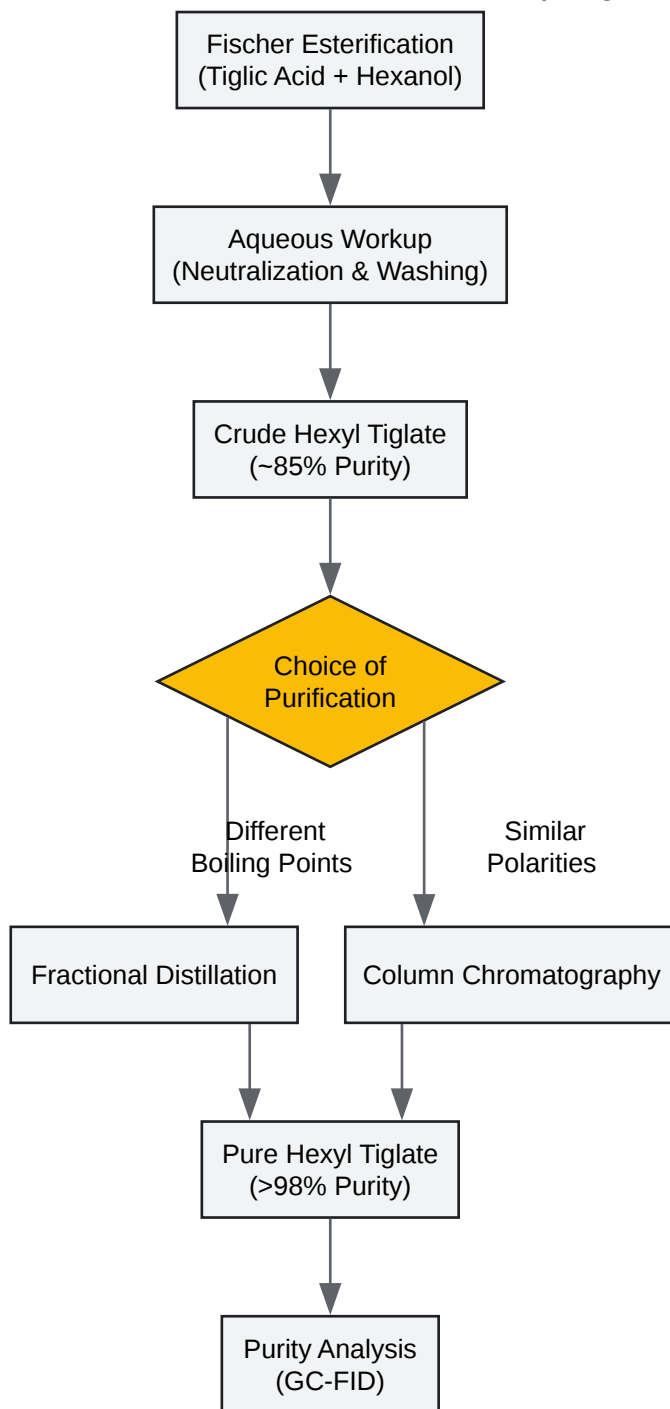 Fischer Esterification
(Tiglic Acid + Hexanol)
Aqueous Workup
(Neutralization & Washing)
Crude Hexyl Tiglate
(~85% Purity)
Choice of
Purification
Different
Boiling Points
Similar
Polarities
Fractional Distillation
Column Chromatography
Pure Hexyl Tiglate
(>98% Purity)
Purity Analysis
(GC-FID)